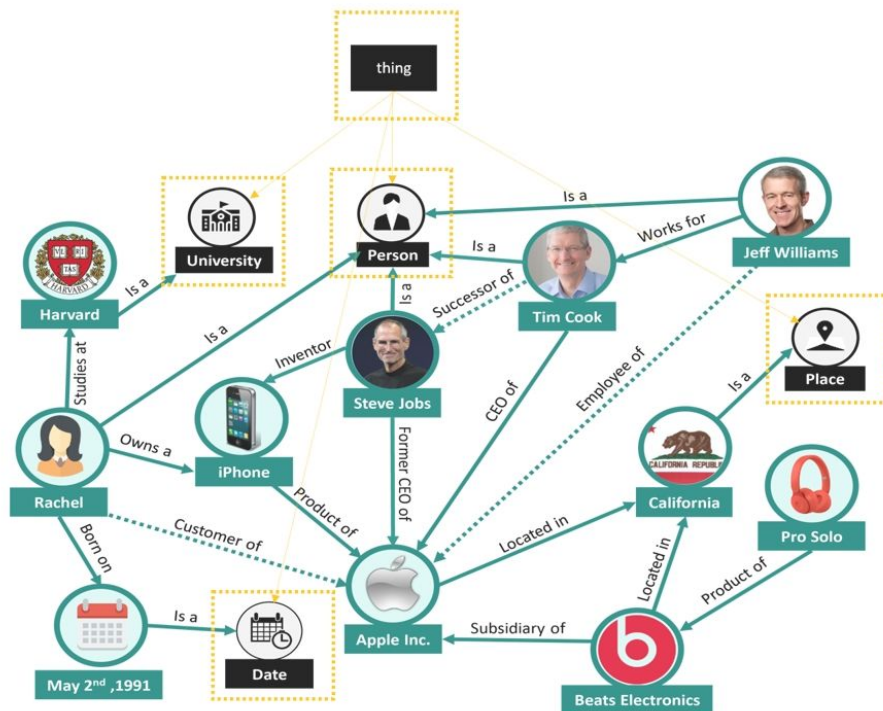 thing
University
Person
Is a
Jeff Williams
Works for
Is a
Tim Cook
Successor of
Harvard
Is a
Is a
Is a
Studies at
Inventor
Steve Jobs
CEO of
Employee of
Is a
Place
CALIFORNIA REPUBLIC
California
Pro Solo
Rachel
Owns a
iPhone
Product of
Former CEO of
Customer of
Born on
Located in
Located in
Product of
Is a
May 2nd ,1991
Date
Apple Inc.
Subsidiary of
Beats Electronics